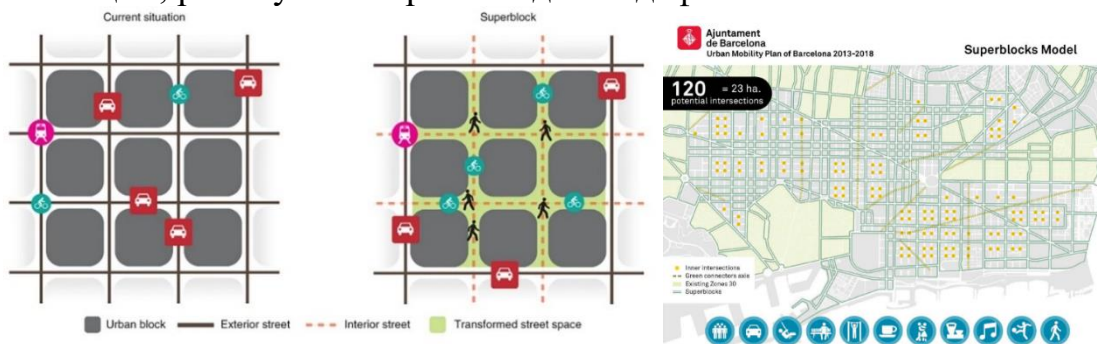 Current situation
Superblock
Urban block
Exterior street
Interior street
Transformed street space
Ajuntament
de Barcelona
Urban Mobility Plan of Barcelona 2013-2018
Superblocks Model
120 = 23 ha.
potential intersections
Inner intersections
Green connecters axis
Existing Zones 30
Superblocks